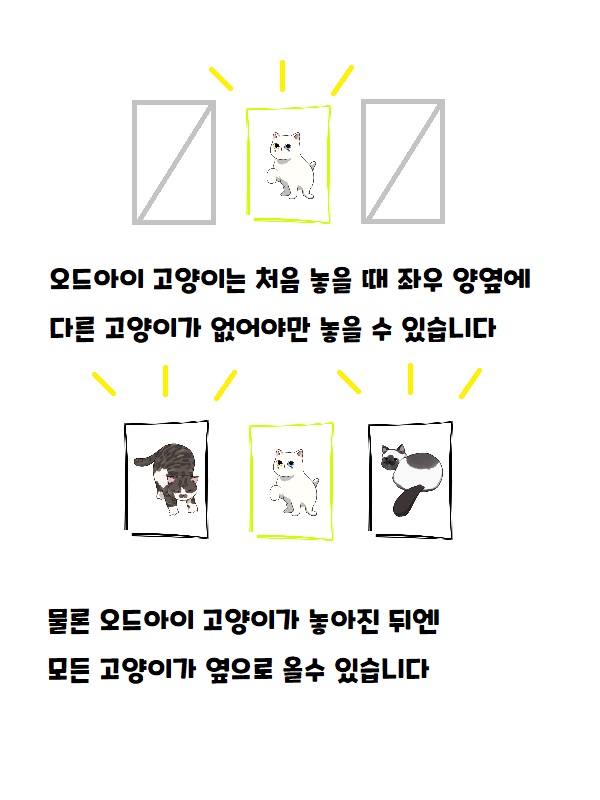 오드아이 고양이는 처음 놓을 때 좌우 양옆에
다른 고양이가 없어야만 놓을 수 있습니다
물론 오드아이 고양이가 놓아진 뒤엔
모든 고양이가 옆으로 올수 있습니다